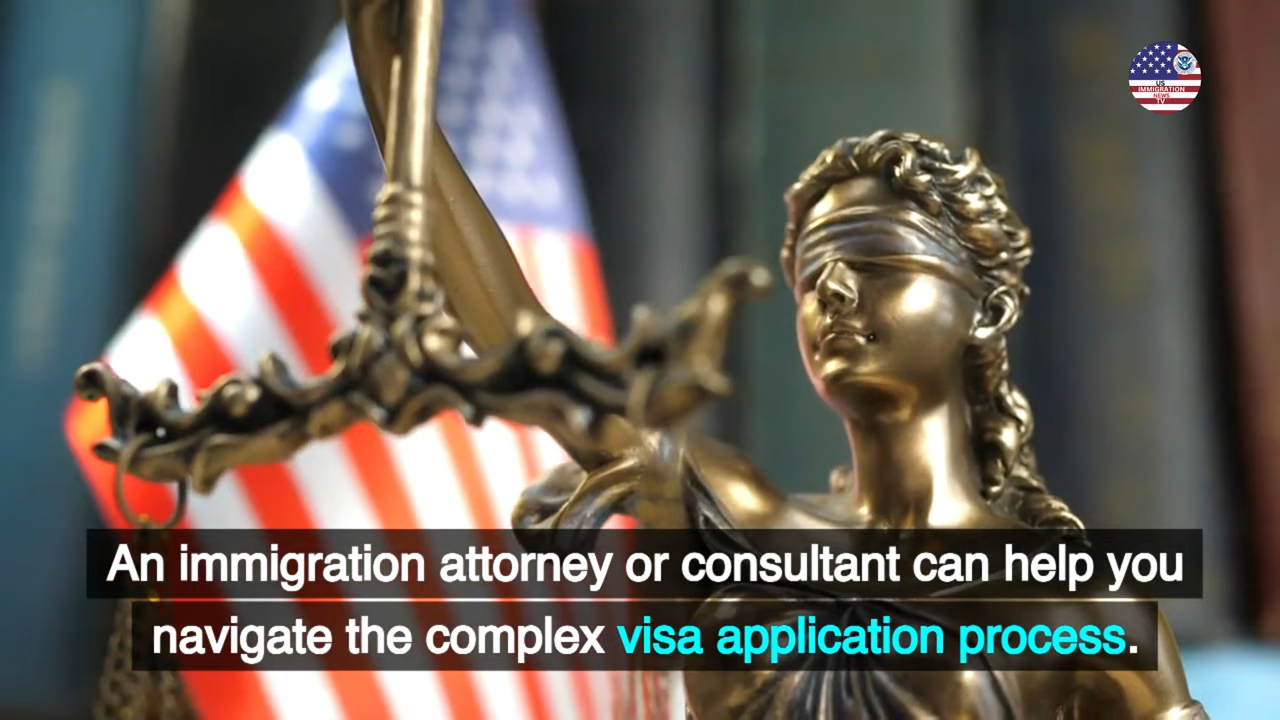 US
IMMIGRATION
NEWS
TV
An immigration attorney or consultant can help you
navigate the complex visa application process.